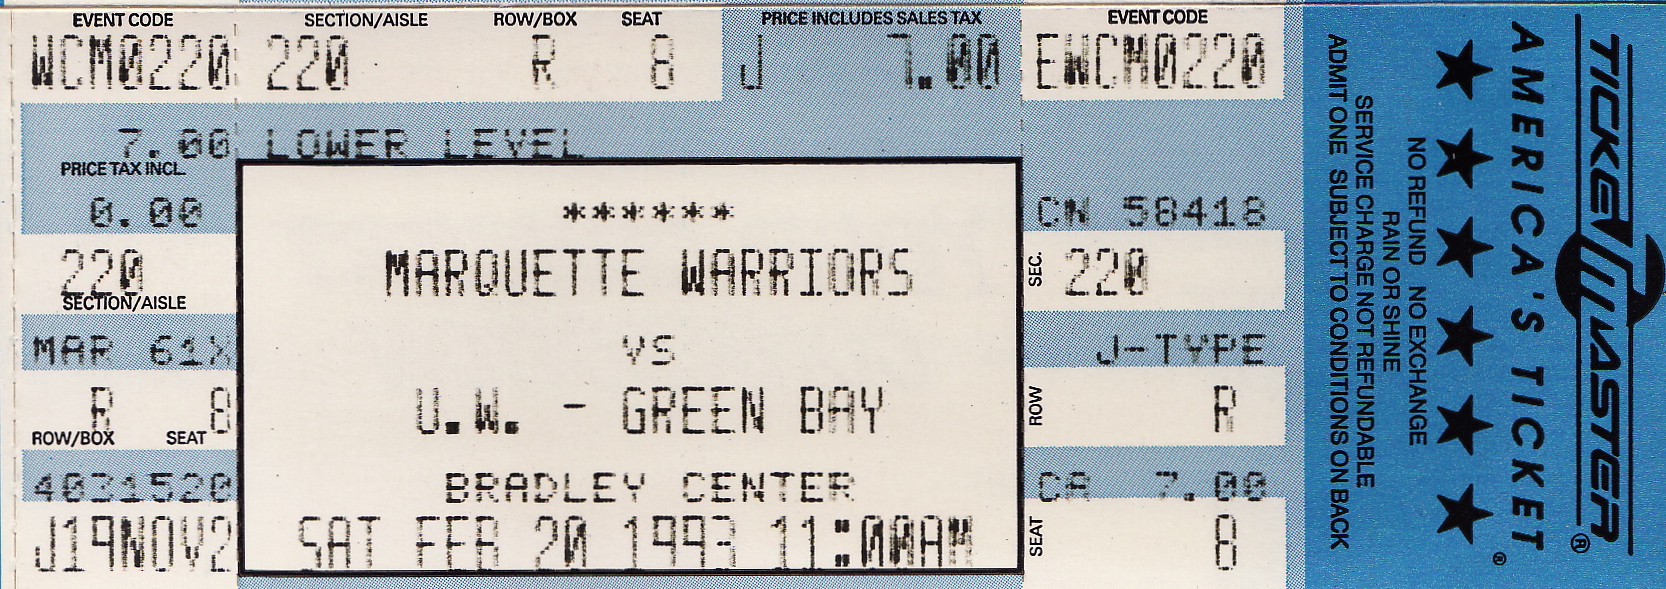 EVENT CODE
WCM0220
7.00
PRICE TAX INCL.
0.00
220
SECTION/AISLE
MAR 61X
R 8
ROW/BOX SEAT
4031520
J19NOV2
SECTION/AISLE ROW/BOX SEAT PRICE INCLUDES SALES TAX
220 R 8 J 7.00
LOWER LEVEL
******
MARQUETTE WARRIORS
VS
U.W. - GREEN BAY
BRADLEY CENTER
SAT FEB 20 1993 11:00AM
EVENT CODE
EWCM0220
CN 58418
SEC. 220
J-TYPE
ROW R
CA 7.00
SEAT 8
TICKETMASTER®
AMERICA'S TICKET®
NO REFUND NO EXCHANGE
RAIN OR SHINE
SERVICE CHARGE NOT REFUNDABLE
ADMIT ONE SUBJECT TO CONDITIONS ON BACK